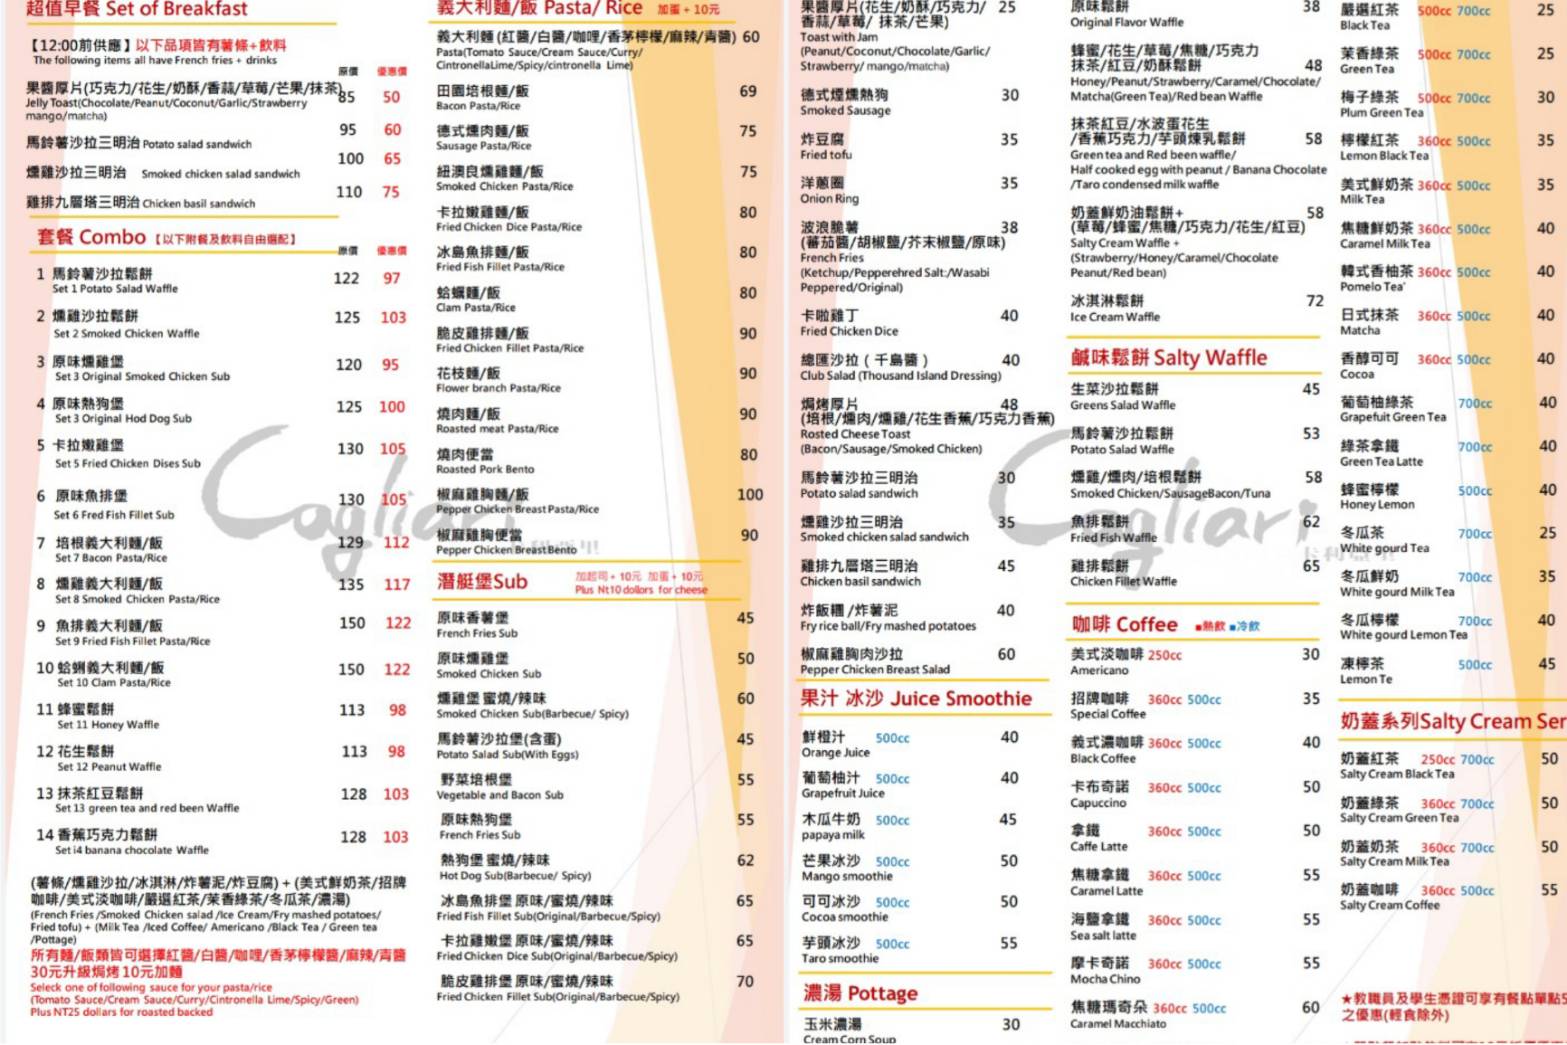 超值早餐 Set of Breakfast
【12:00前供應】以下品項皆有薯條+飲料
The following items all have French fries + drinks
原價 優惠價
果醬厚片(巧克力/花生/奶酥/香蒜/草莓/芒果/抹茶) 85 50
Jelly Toast(Chocolate/Peanut/Coconut/Garlic/Strawberry
mango/matcha)
馬鈴薯沙拉三明治 Potato salad sandwich 95 60
燻雞沙拉三明治 Smoked chicken salad sandwich 100 65
雞排九層塔三明治 Chicken basil sandwich 110 75
套餐 Combo 【以下附餐及飲料自由選配】
原價 優惠價
1 馬鈴薯沙拉鬆餅 122 97
Set 1 Potato Salad Waffle
2 燻雞沙拉鬆餅 125 103
Set 2 Smoked Chicken Waffle
3 原味燻雞堡 120 95
Set 3 Original Smoked Chicken Sub
4 原味熱狗堡 125 100
Set 3 Original Hod Dog Sub
5 卡拉嫩雞堡 130 105
Set 5 Fried Chicken Dises Sub
6 原味魚排堡 130 105
Set 6 Fred Fish Fillet Sub
7 培根義大利麵/飯 129 112
Set 7 Bacon Pasta/Rice
8 燻雞義大利麵/飯 135 117
Set 8 Smoked Chicken Pasta/Rice
9 魚排義大利麵/飯 150 122
Set 9 Fried Fish Fillet Pasta/Rice
10 蛤蜊義大利麵/飯 150 122
Set 10 Clam Pasta/Rice
11 蜂蜜鬆餅 113 98
Set 11 Honey Waffle
12 花生鬆餅 113 98
Set 12 Peanut Waffle
13 抹茶紅豆鬆餅 128 103
Set 13 green tea and red been Waffle
14 香蕉巧克力鬆餅 128 103
Set i4 banana chocolate Waffle
(薯條/燻雞沙拉/冰淇淋/炸薯泥/炸豆腐) + (美式鮮奶茶/招牌
咖啡/美式淡咖啡/嚴選紅茶/茉香綠茶/冬瓜茶/濃湯)
(French Fries /Smoked Chicken salad /Ice Cream/Fry mashed potatoes/
Fried tofu) + (Milk Tea /Iced Coffee/ Americano /Black Tea / Green tea
/Pottage)
所有麵/飯類皆可選擇紅醬/白醬/咖哩/香茅檸檬醬/麻辣/青醬
30元升級焗烤 10元加麵
Seleck one of following sauce for your pasta/rice
(Tomato Sauce/Cream Sauce/Curry/Cintronella Lime/Spicy/Green)
Plus NT25 dollars for roasted backed
義大利麵/飯 Pasta/ Rice 加蛋+10元
義大利麵 (紅醬/白醬/咖哩/香茅檸檬/麻辣/青醬) 60
Pasta(Tomato Sauce/Cream Sauce/Curry/
CintronellaLime/Spicy/cintronella Lime)
田園培根麵/飯 69
Bacon Pasta/Rice
德式燻肉麵/飯 75
Sausage Pasta/Rice
紐澳良燻雞麵/飯 75
Smoked Chicken Pasta/Rice
卡拉嫩雞麵/飯 80
Fried Chicken Dice Pasta/Rice
冰島魚排麵/飯 80
Fried Fish Fillet Pasta/Rice
蛤蠣麵/飯 80
Clam Pasta/Rice
脆皮雞排麵/飯 90
Fried Chicken Fillet Pasta/Rice
花枝麵/飯 90
Flower branch Pasta/Rice
燒肉麵/飯 90
Roasted meat Pasta/Rice
燒肉便當 80
Roasted Pork Bento
椒麻雞胸麵/飯 100
Pepper Chicken Breast Pasta/Rice
椒麻雞胸便當 90
Pepper Chicken Breast Bento
潛艇堡Sub 加起司+10元 加蛋+10元
Plus Nt10 dollors for cheese
原味香薯堡 45
French Fries Sub
原味燻雞堡 50
Smoked Chicken Sub
燻雞堡 蜜燒/辣味 60
Smoked Chicken Sub(Barbecue/ Spicy)
馬鈴薯沙拉堡(含蛋) 45
Potato Salad Sub(With Eggs)
野菜培根堡 55
Vegetable and Bacon Sub
原味熱狗堡 55
French Fries Sub
熱狗堡 蜜燒/辣味 62
Hot Dog Sub(Barbecue/ Spicy)
冰島魚排堡 原味/蜜燒/辣味 65
Fried Fish Fillet Sub(Original/Barbecue/Spicy)
卡拉雞嫩堡 原味/蜜燒/辣味 65
Fried Chicken Dice Sub(Original/Barbecue/Spicy)
脆皮雞排堡 原味/蜜燒/辣味 70
Fried Chicken Fillet Sub(Original/Barbecue/Spicy)
Cagliari
果醬厚片(花生/奶酥/巧克力/ 25
香蒜/草莓/ 抹茶/芒果)
Toast with Jam
(Peanut/Coconut/Chocolate/Garlic/
Strawberry/ mango/matcha)
德式煙燻熱狗 30
Smoked Sausage
炸豆腐 35
Fried tofu
洋蔥圈 35
Onion Ring
波浪脆薯 38
(蕃茄醬/胡椒鹽/芥末椒鹽/原味)
French Fries
(Ketchup/Pepperehred Salt:/Wasabi
Peppered/Original)
卡啦雞丁 40
Fried Chicken Dice
總匯沙拉 ( 千島醬 ) 40
Club Salad (Thousand Island Dressing)
焗烤厚片 48
(培根/燻肉/燻雞/花生香蕉/巧克力香蕉)
Rosted Cheese Toast
(Bacon/Sausage/Smoked Chicken)
馬鈴薯沙拉三明治 30
Potato salad sandwich
燻雞沙拉三明治 35
Smoked chicken salad sandwich
雞排九層塔三明治 45
Chicken basil sandwich
炸飯糰 /炸薯泥 40
Fry rice ball/Fry mashed potatoes
椒麻雞胸肉沙拉 60
Pepper Chicken Breast Salad
果汁 冰沙 Juice Smoothie
鮮橙汁 500cc 40
Orange Juice
葡萄柚汁 500cc 40
Grapefruit Juice
木瓜牛奶 500cc 45
papaya milk
芒果冰沙 500cc 50
Mango smoothie
可可冰沙 500cc 50
Cocoa smoothie
芋頭冰沙 500cc 55
Taro smoothie
濃湯 Pottage
玉米濃湯 30
Cream Corn Soup
原味鬆餅 38
Original Flavor Waffle
蜂蜜/花生/草莓/焦糖/巧克力
抹茶/紅豆/奶酥鬆餅 48
Honey/Peanut/Strawberry/Caramel/Chocolate/
Matcha(Green Tea)/Red bean Waffle
抹茶紅豆/水波蛋花生
/香蕉巧克力/芋頭煉乳鬆餅 58
Green tea and Red been waffle/
Half cooked egg with peanut / Banana Chocolate
/Taro condensed milk waffle
奶蓋鮮奶油鬆餅+ 58
(草莓/蜂蜜/焦糖/巧克力/花生/紅豆)
Salty Cream Waffle +
(Strawberry/Honey/Caramel/Chocolate
Peanut/Red bean)
冰淇淋鬆餅 72
Ice Cream Waffle
鹹味鬆餅 Salty Waffle
生菜沙拉鬆餅 45
Greens Salad Waffle
馬鈴薯沙拉鬆餅 53
Potato Salad Waffle
燻雞/燻肉/培根鬆餅 58
Smoked Chicken/SausageBacon/Tuna
魚排鬆餅 62
Fried Fish Waffle
雞排鬆餅 65
Chicken Fillet Waffle
咖啡 Coffee ■熱飲 ■冷飲
美式淡咖啡 250cc 30
Americano
招牌咖啡 360cc 500cc 35
Special Coffee
義式濃咖啡 360cc 500cc 40
Black Coffee
卡布奇諾 360cc 500cc 50
Capuccino
拿鐵 360cc 500cc 50
Caffe Latte
焦糖拿鐵 360cc 500cc 55
Caramel Latte
海鹽拿鐵 360cc 500cc 55
Sea salt latte
摩卡奇諾 360cc 500cc 55
Mocha Chino
焦糖瑪奇朵 360cc 500cc 60
Caramel Macchiato
Cagliari
嚴選紅茶 500cc 700cc 25
Black Tea
茉香綠茶 500cc 700cc 25
Green Tea
梅子綠茶 500cc 700cc 30
Plum Green Tea
檸檬紅茶 360cc 500cc 35
Lemon Black Tea
美式鮮奶茶 360cc 500cc 35
Milk Tea
焦糖鮮奶茶 360cc 500cc 40
Caramel Milk Tea
韓式香柚茶 360cc 500cc 40
Pomelo Tea'
日式抹茶 360cc 500cc 40
Matcha
香醇可可 360cc 500cc 40
Cocoa
葡萄柚綠茶 700cc 40
Grapefuit Green Tea
綠茶拿鐵 700cc 40
Green Tea Latte
蜂蜜檸檬 500cc 40
Honey Lemon
冬瓜茶 700cc 25
White gourd Tea
冬瓜鮮奶 700cc 35
White gourd Milk Tea
冬瓜檸檬 700cc 40
White gourd Lemon Tea
凍檸茶 500cc 45
Lemon Te
奶蓋系列Salty Cream Ser
奶蓋紅茶 250cc 700cc 50
Salty Cream Black Tea
奶蓋綠茶 360cc 700cc 50
Salty Cream Green Tea
奶蓋奶茶 360cc 700cc 50
Salty Cream Milk Tea
奶蓋咖啡 360cc 500cc 55
Salty Cream Coffee
★教職員及學生憑證可享有餐點單點5
之優惠(輕食除外)